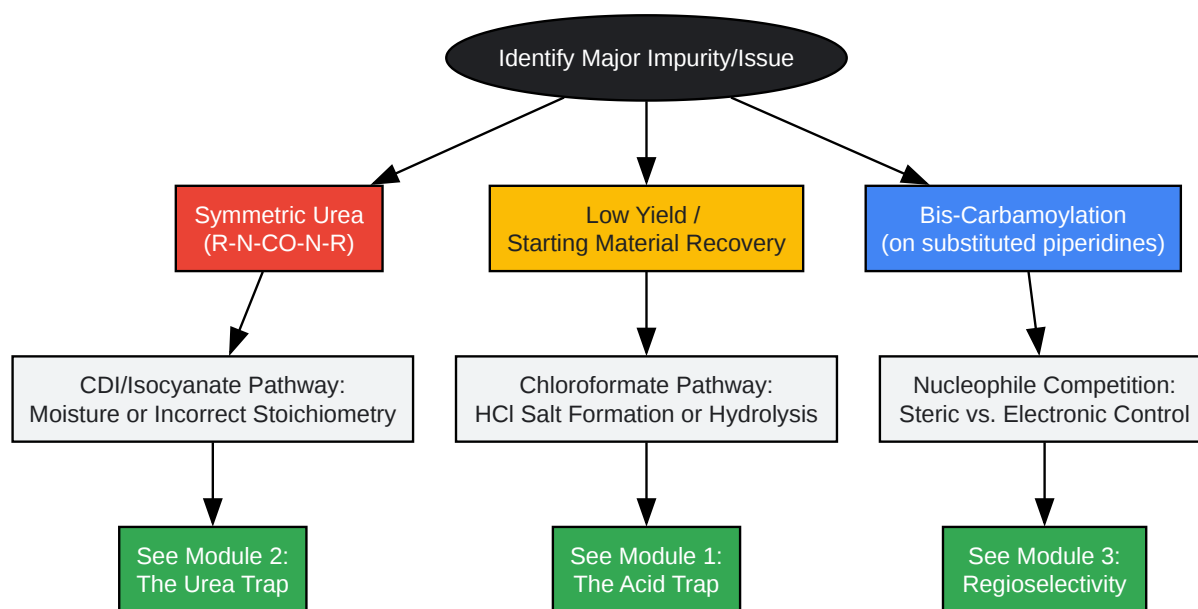 Identify Major Impurity/Issue
Symmetric Urea
(R-N-CO-N-R)
Low Yield /
Starting Material Recovery
Bis-Carbamoylation
(on substituted piperidines)
CDI/Isocyanate Pathway:
Moisture or Incorrect Stoichiometry
Chloroformate Pathway:
HCl Salt Formation or Hydrolysis
Nucleophile Competition:
Steric vs. Electronic Control
See Module 2:
The Urea Trap
See Module 1:
The Acid Trap
See Module 3:
Regioselectivity